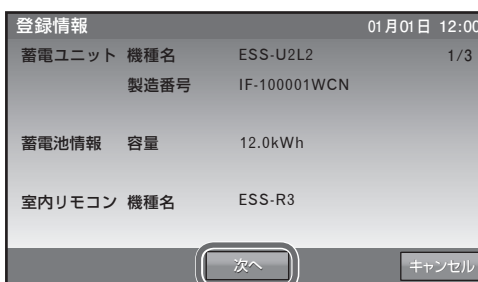 登録情報 01月01日 12:00
蓄電ユニット 機種名 ESS-U2L2 1/3
製造番号 IF-100001WCN
蓄電池情報 容量 12.0kWh
室内リモコン 機種名 ESS-R3
次へ キャンセル